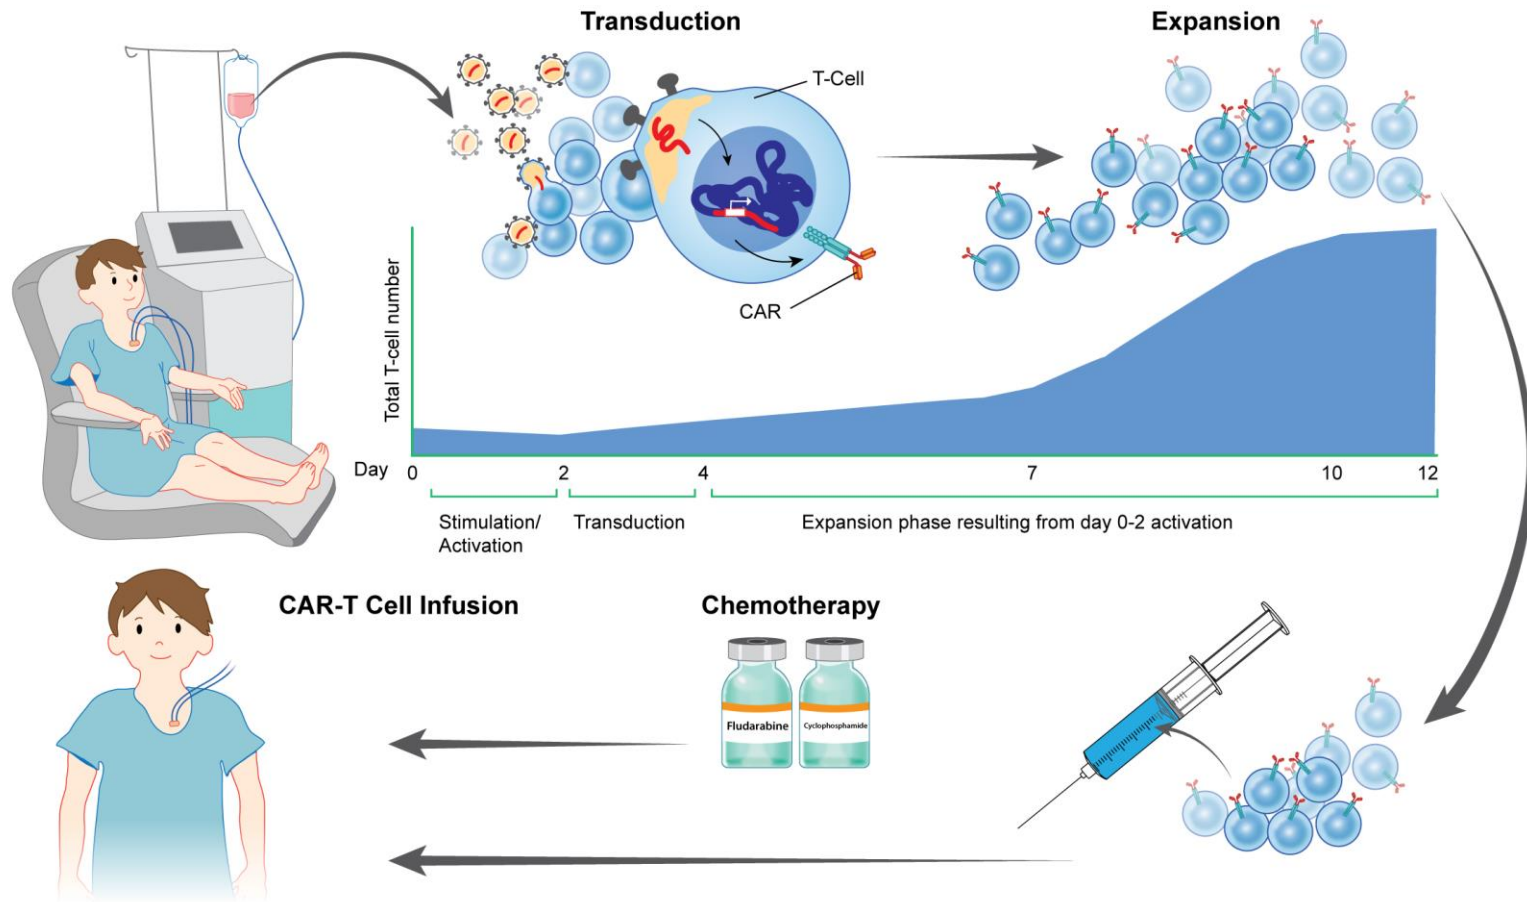 Transduction
Expansion
T-Cell
CAR
Total T-cell number
Day
0
2
4
7
10
12
Stimulation/
Activation
Transduction
Expansion phase resulting from day 0-2 activation
CAR-T Cell Infusion
Chemotherapy
Fludarabine
Cyclophosphamide